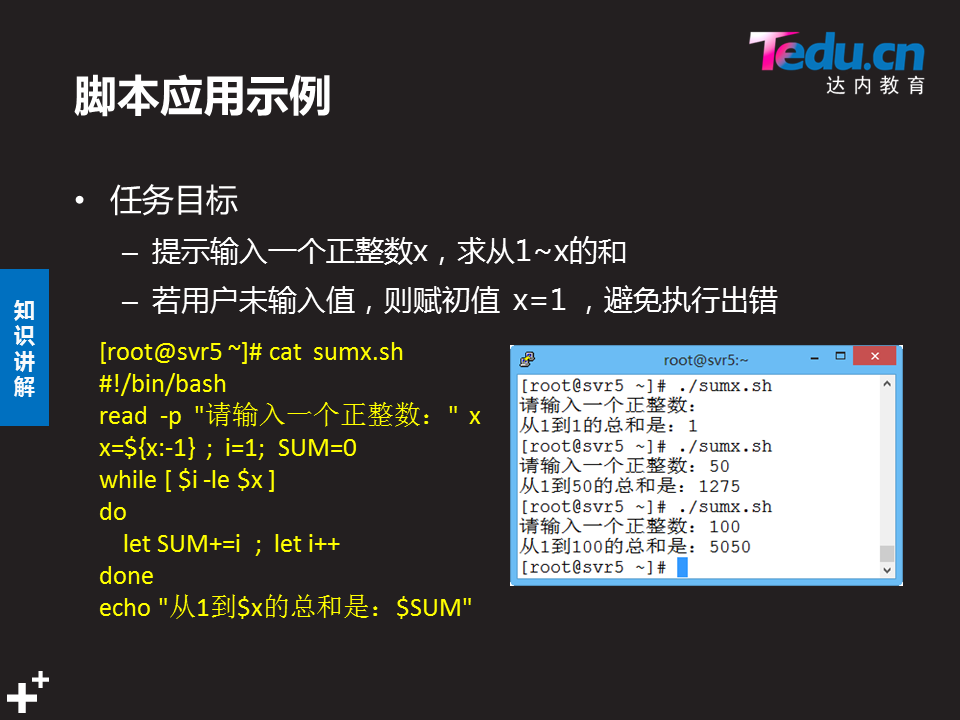 Tedu.cn
达内教育
脚本应用示例
• 任务目标
– 提示输入一个正整数x，求从1~x的和
– 若用户未输入值，则赋初值 x=1 ，避免执行出错
知识讲解
[root@svr5 ~]# cat sumx.sh
#!/bin/bash
read -p "请输入一个正整数：" x
x=${x:-1} ; i=1; SUM=0
while [ $i -le $x ]
do
let SUM+=i ; let i++
done
echo "从1到$x的总和是：$SUM"
root@svr5:~
[root@svr5 ~]# ./sumx.sh
请输入一个正整数：
从1到1的总和是：1
[root@svr5 ~]# ./sumx.sh
请输入一个正整数：50
从1到50的总和是：1275
[root@svr5 ~]# ./sumx.sh
请输入一个正整数：100
从1到100的总和是：5050
[root@svr5 ~]#